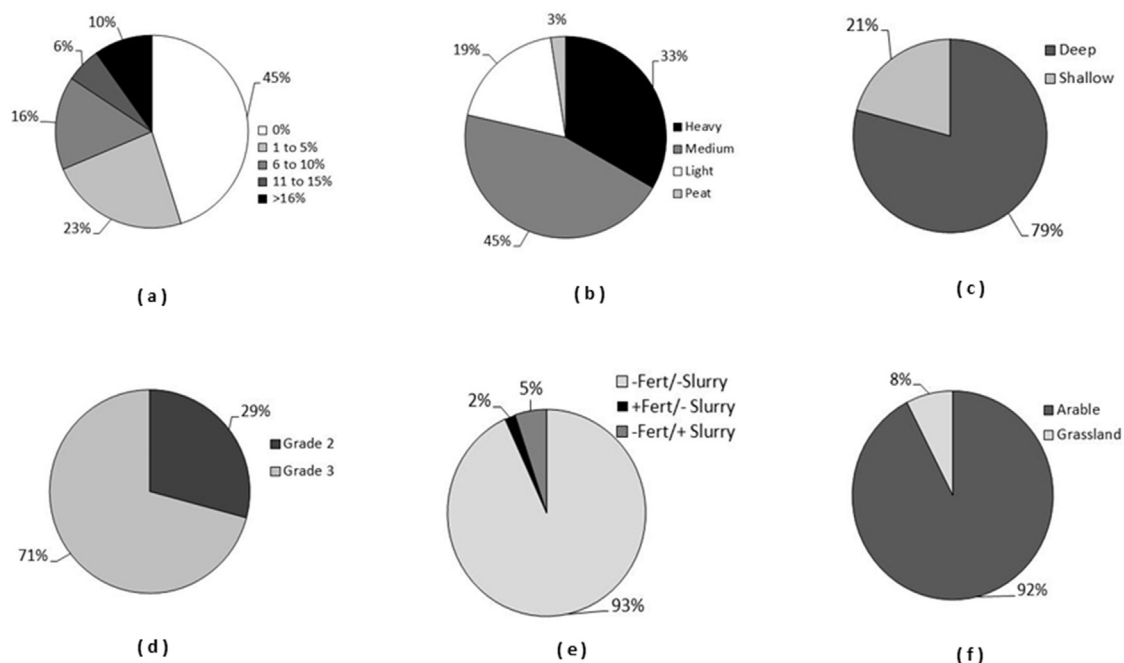 10%
6%
45%
16%
23%
0%
1 to 5%
6 to 10%
11 to 15%
>16%
( a )
3%
19%
33%
45%
Heavy
Medium
Light
Peat
( b )
21%
79%
Deep
Shallow
( c )
29%
71%
Grade 2
Grade 3
( d )
2%
5%
93%
-Fert/-Slurry
+Fert/- Slurry
-Fert/+ Slurry
( e )
8%
92%
Arable
Grassland
( f )